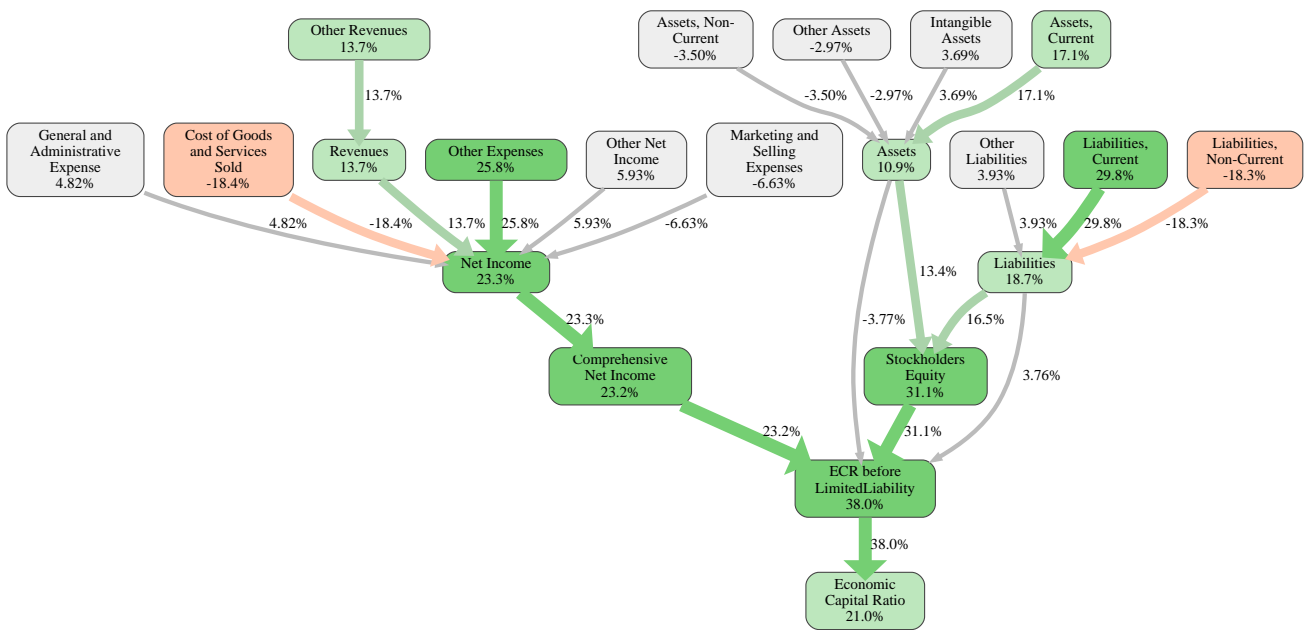 Other Revenues
13.7%
Assets, Non-
Current
-3.50%
Other Assets
-2.97%
Intangible
Assets
3.69%
Assets,
Current
17.1%
13.7%
-3.50%
-2.97%
3.69%
17.1%
General and
Administrative
Expense
4.82%
Cost of Goods
and Services
Sold
-18.4%
Revenues
13.7%
Other Expenses
25.8%
Other Net
Income
5.93%
Marketing and
Selling
Expenses
-6.63%
Assets
10.9%
Other
Liabilities
3.93%
Liabilities,
Current
29.8%
Liabilities,
Non-Current
-18.3%
4.82%
-18.4%
13.7%
25.8%
5.93%
-6.63%
3.93%
29.8%
-18.3%
Net Income
23.3%
Liabilities
18.7%
13.4%
23.3%
-3.77%
16.5%
Comprehensive
Net Income
23.2%
Stockholders
Equity
31.1%
3.76%
23.2%
31.1%
ECR before
LimitedLiability
38.0%
38.0%
Economic
Capital Ratio
21.0%